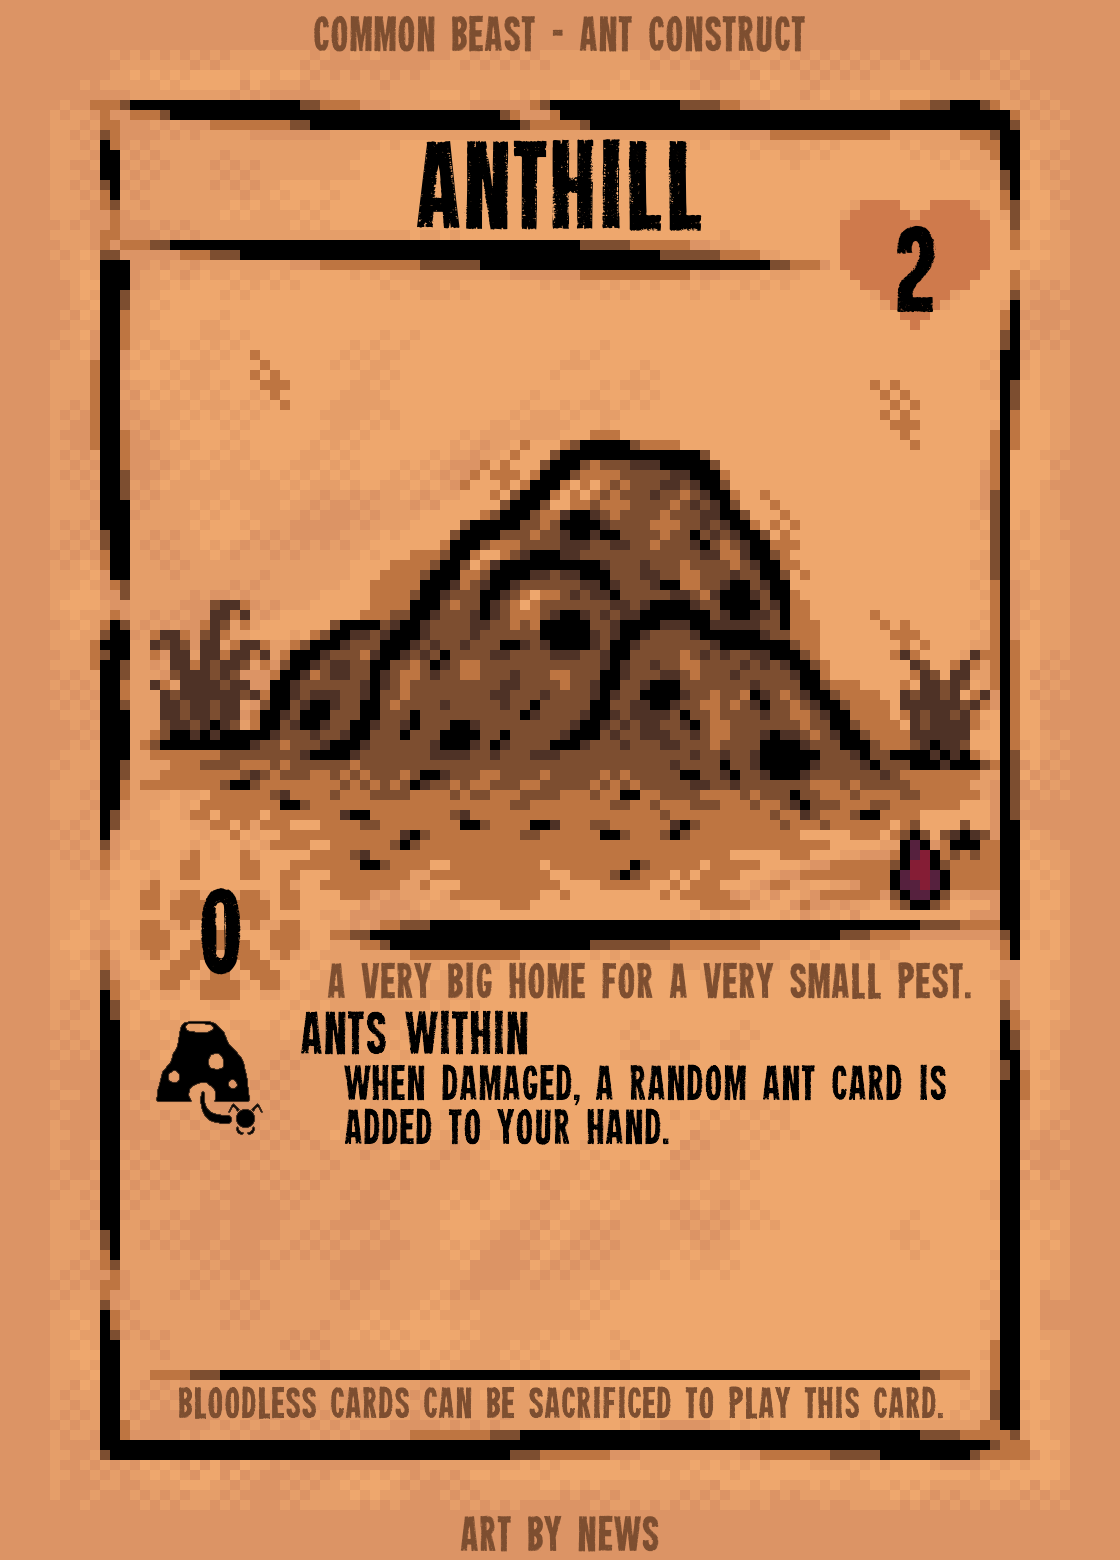 COMMON BEAST - ANT CONSTRUCT
ANTHILL
2
0
A VERY BIG HOME FOR A VERY SMALL PEST.
ANTS WITHIN
WHEN DAMAGED, A RANDOM ANT CARD IS
ADDED TO YOUR HAND.
BLOODLESS CARDS CAN BE SACRIFICED TO PLAY THIS CARD.
ART BY NEWS